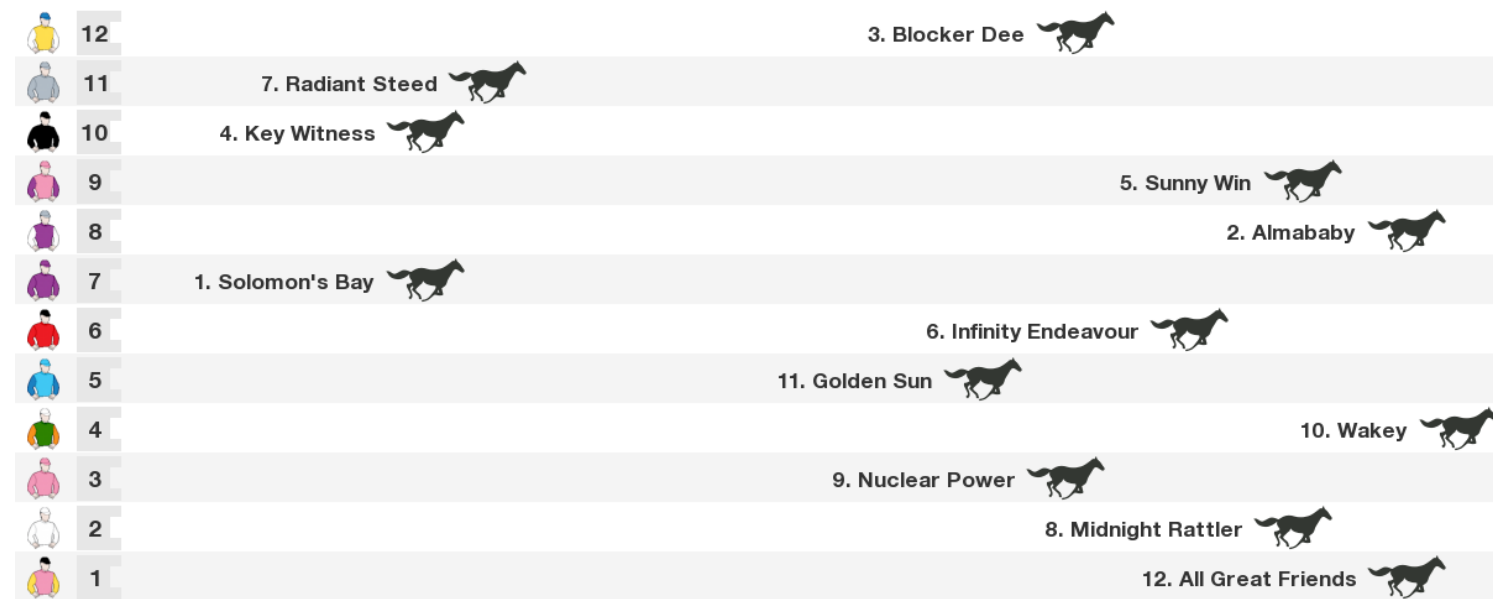 12 3. Blocker Dee
11 7. Radiant Steed
10 4. Key Witness
9 5. Sunny Win
8 2. Almababy
7 1. Solomon's Bay
6 6. Infinity Endeavour
5 11. Golden Sun
4 10. Wakey
3 9. Nuclear Power
2 8. Midnight Rattler
1 12. All Great Friends